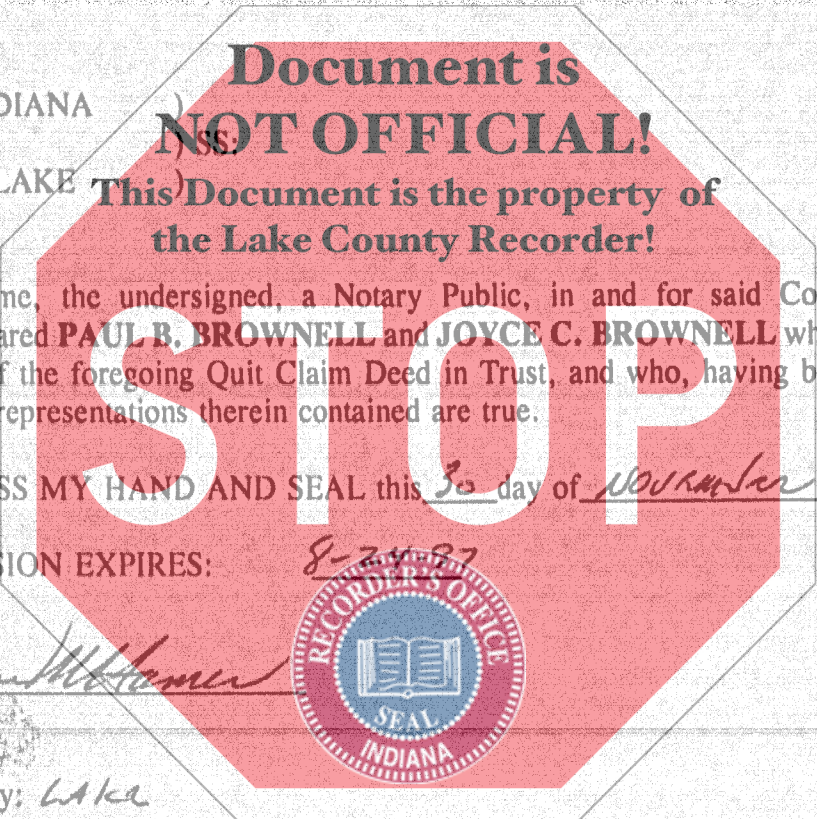 Document is
NOT OFFICIAL!
This Document is the property of
the Lake County Recorder!
STOP
DIANA )
) SS:
LAKE )
me, the undersigned, a Notary Public, in and for said Co
ared PAUL B. BROWNELL and JOYCE C. BROWNELL wh
f the foregoing Quit Claim Deed in Trust, and who, having b
representations therein contained are true.
SS MY HAND AND SEAL this 30 day of November
SION EXPIRES: 8-24-97
RECORDER'S OFFICE
SEAL
INDIANA
y: LAKE